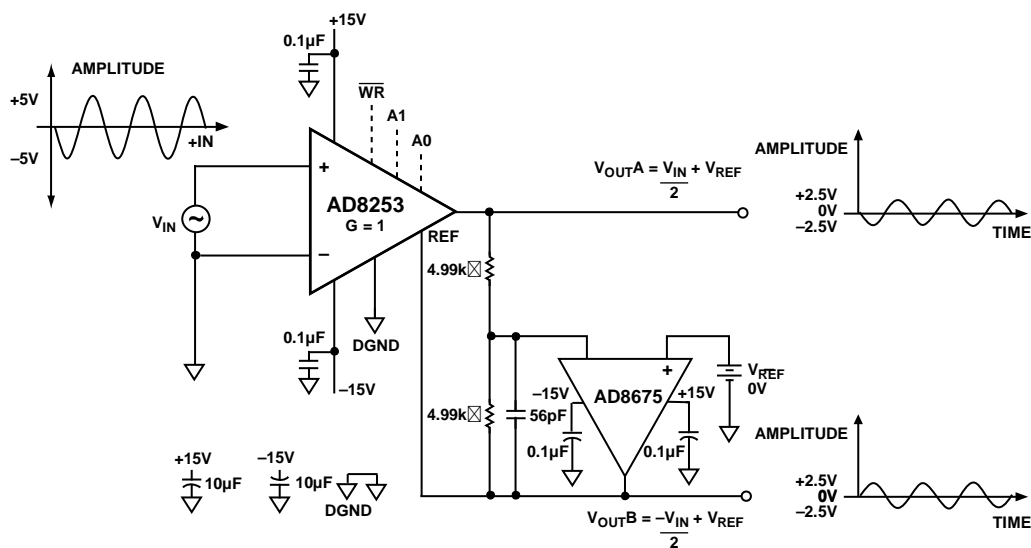 +15V
0.1µF
AMPLITUDE
WR
+5V
A1
A0
+IN
–5V
+
AD8253
G = 1
VIN
REF
–
VOUTA = VIN + VREF
2
AMPLITUDE
+2.5V
0V
–2.5V
TIME
4.99k
DGND
0.1µF
–15V
+
–15V
AD8675
+15V
VREF
0V
4.99k
56pF
0.1µF
0.1µF
+15V
10µF
–15V
10µF
DGND
VOUTB = –VIN + VREF
2
AMPLITUDE
+2.5V
0V
–2.5V
TIME